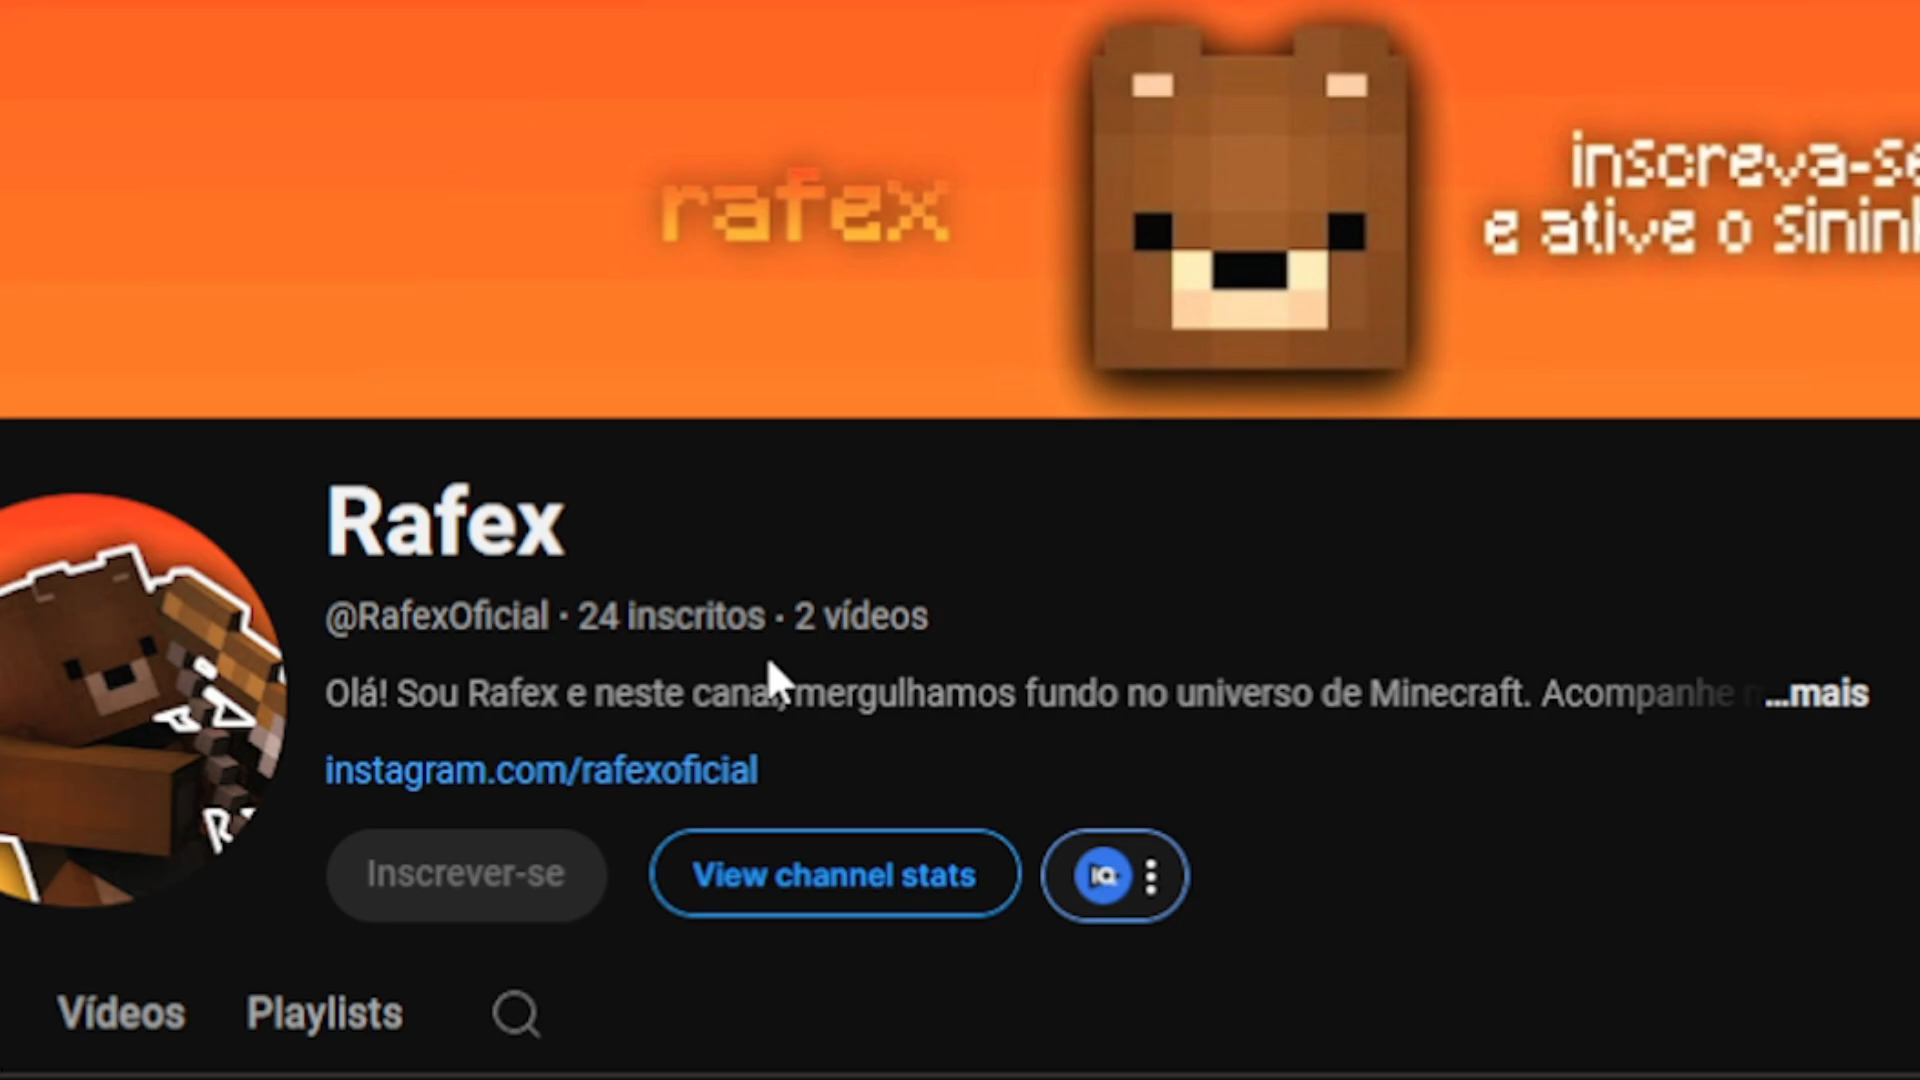 rafex
inscreva-se
e ative o sinin
Rafex
@RafexOficial · 24 inscritos · 2 vídeos
Olá! Sou Rafex e neste canal, mergulhamos fundo no universo de Minecraft. Acompanhe ...mais
instagram.com/rafexoficial
Inscrever-se
View channel stats
IQ
Vídeos
Playlists